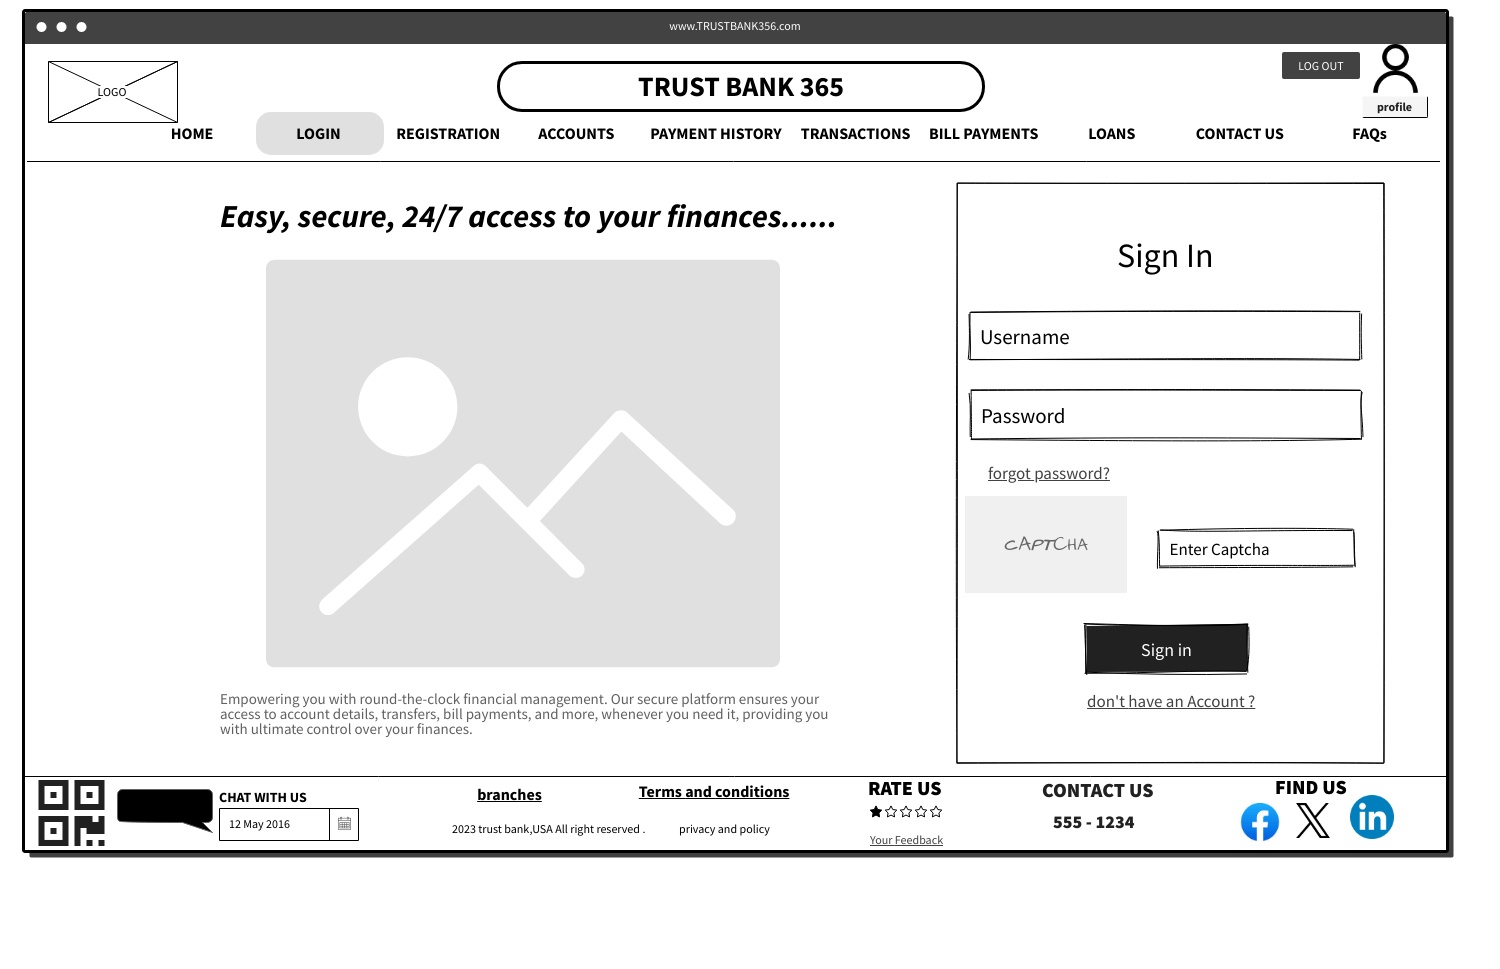 www.TRUSTBANK356.com
LOGO
TRUST BANK 365
LOG OUT
profile
HOME LOGIN REGISTRATION ACCOUNTS PAYMENT HISTORY TRANSACTIONS BILL PAYMENTS LOANS CONTACT US FAQs
Easy, secure, 24/7 access to your finances......
Empowering you with round-the-clock financial management. Our secure platform ensures your
access to account details, transfers, bill payments, and more, whenever you need it, providing you
with ultimate control over your finances.
Sign In
Username
Password
forgot password?
CAPTCHA
Enter Captcha
Sign in
don't have an Account ?
CHAT WITH US
12 May 2016
branches
Terms and conditions
2023 trust bank,USA All right reserved .
privacy and policy
RATE US
Your Feedback
CONTACT US
555 - 1234
FIND US
f
X
in